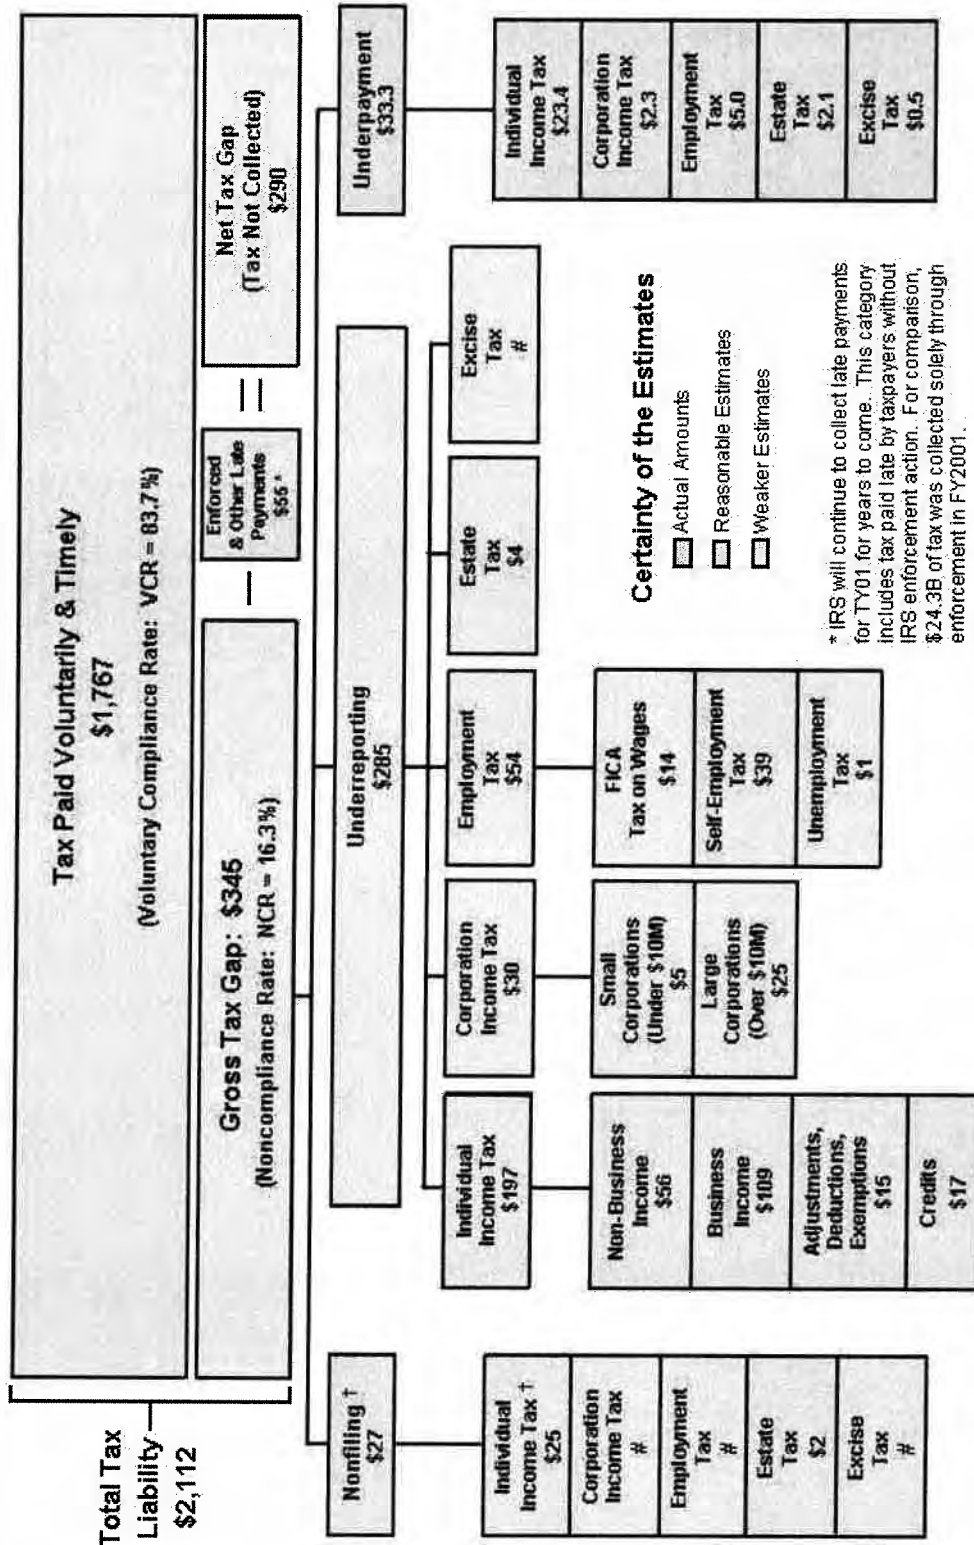 Total Tax
Liability
$2,112
Tax Paid Voluntarily & Timely
$1,767
(Voluntary Compliance Rate: VCR = 83.7%)
Gross Tax Gap: $345
(Noncompliance Rate: NCR = 16.3%)
Enforced
& Other Late
Payments
$55*
Net Tax Gap
(Tax Not Collected)
$290
Nonfiling †
$27
Underreporting
$285
Underpayment
$33.3
Individual
Income Tax †
$25
Corporation
Income Tax
#
Employment
Tax
#
Estate
Tax
$2
Excise
Tax
#
Individual
Income Tax
$197
Non-Business
Income
$56
Business
Income
$109
Adjustments,
Deductions,
Exemptions
$15
Credits
$17
Corporation
Income Tax
$30
Small
Corporations
(Under $10M)
$5
Large
Corporations
(Over $10M)
$25
Employment
Tax
$54
FICA
Tax on Wages
$14
Self-Employment
Tax
$39
Unemployment
Tax
$1
Estate
Tax
$4
Excise
Tax
#
Individual
Income Tax
$23.4
Corporation
Income Tax
$2.3
Employment
Tax
$5.0
Estate
Tax
$2.1
Excise
Tax
$0.5
Certainty of the Estimates
Actual Amounts
Reasonable Estimates
Weaker Estimates
* IRS will continue to collect late payments
for TY01 for years to come. This category
includes tax paid late by taxpayers without
IRS enforcement action. For comparison,
$24.3B of tax was collected solely through
enforcement in FY2001.